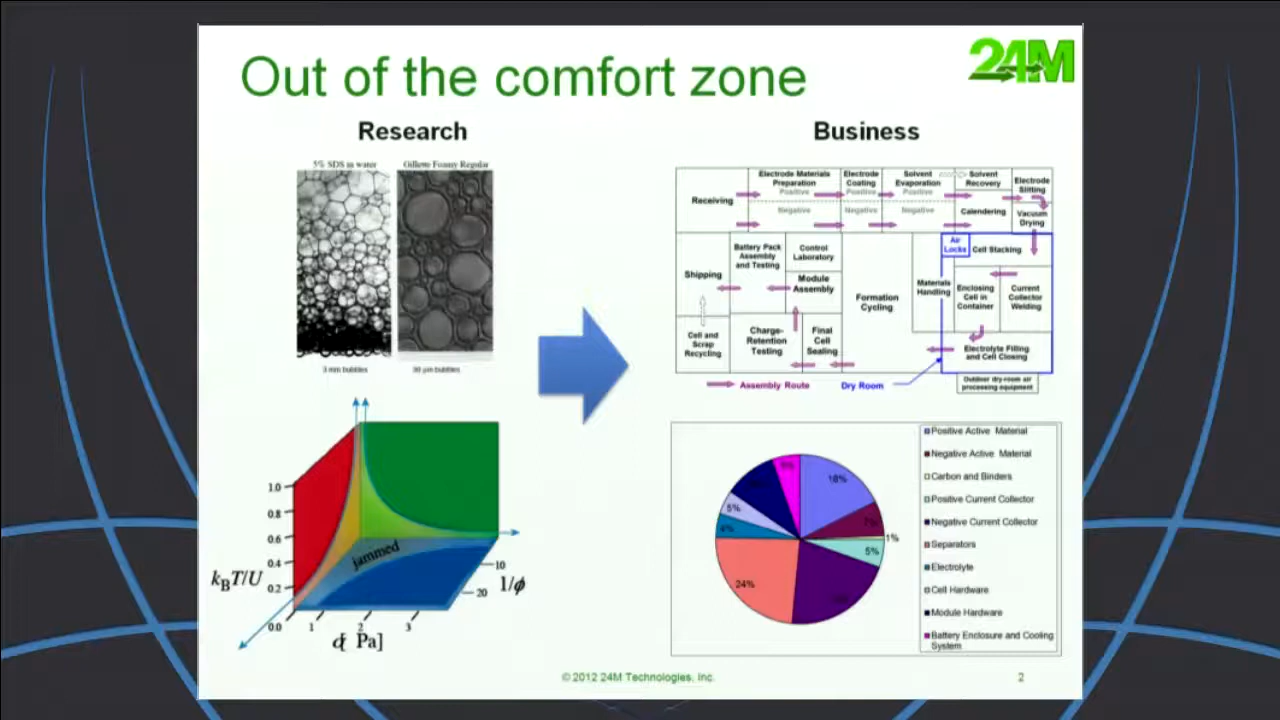 Out of the comfort zone
24M
Research
Business
5% SDS in water
Gillette Foamy Regular
3 mm bubbles
30 μm bubbles
Receiving
Electrode Materials
Preparation
Positive
Negative
Electrode
Coating
Positive
Negative
Solvent
Evaporation
Positive
Negative
Solvent
Recovery
Calendering
Electrode
Slitting
Vacuum
Drying
Shipping
Battery Pack
Assembly
and Testing
Control
Laboratory
Module
Assembly
Formation
Cycling
Materials
Handling
Air
Locks
Cell Stacking
Enclosing
Cell in
Container
Current
Collector
Welding
Cell and
Scrap
Recycling
Charge-
Retention
Testing
Final
Cell
Sealing
Electrolyte Filling
and Cell Closing
Outdoor dry-room air
processing equipment
Assembly Route
Dry Room
1.0
0.8
0.6
0.4
0.2
0.0
kBT/U
jammed
1
2
3
Pa]
10
20
1/ϕ
18%
1%
5%
24%
4%
5%
Positive Active Material
Negative Active Material
Carbon and Binders
Positive Current Collector
Negative Current Collector
Separators
Electrolyte
Cell Hardware
Module Hardware
Battery Enclosure and Cooling
System
© 2012 24M Technologies, Inc.
2